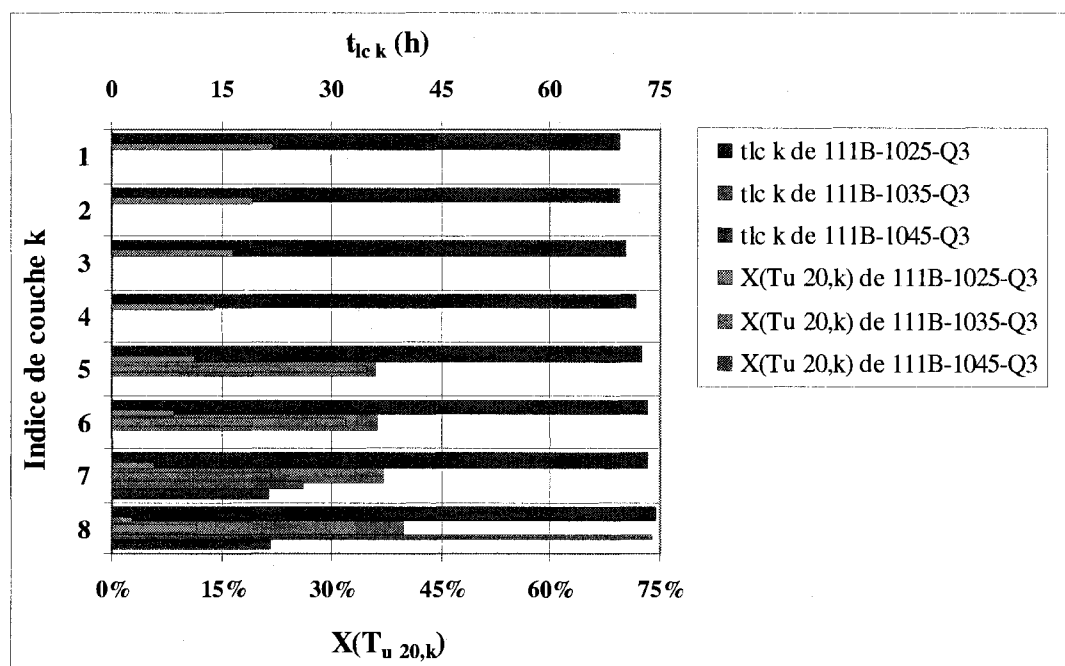 t_lc k (h)
0 15 30 45 60 75
Indice de couche k
1
2
3
4
5
6
7
8
0% 15% 30% 45% 60% 75%
X(T_u 20,k)
tlc k de 111B-1025-Q3
tlc k de 111B-1035-Q3
tlc k de 111B-1045-Q3
X(Tu 20,k) de 111B-1025-Q3
X(Tu 20,k) de 111B-1035-Q3
X(Tu 20,k) de 111B-1045-Q3